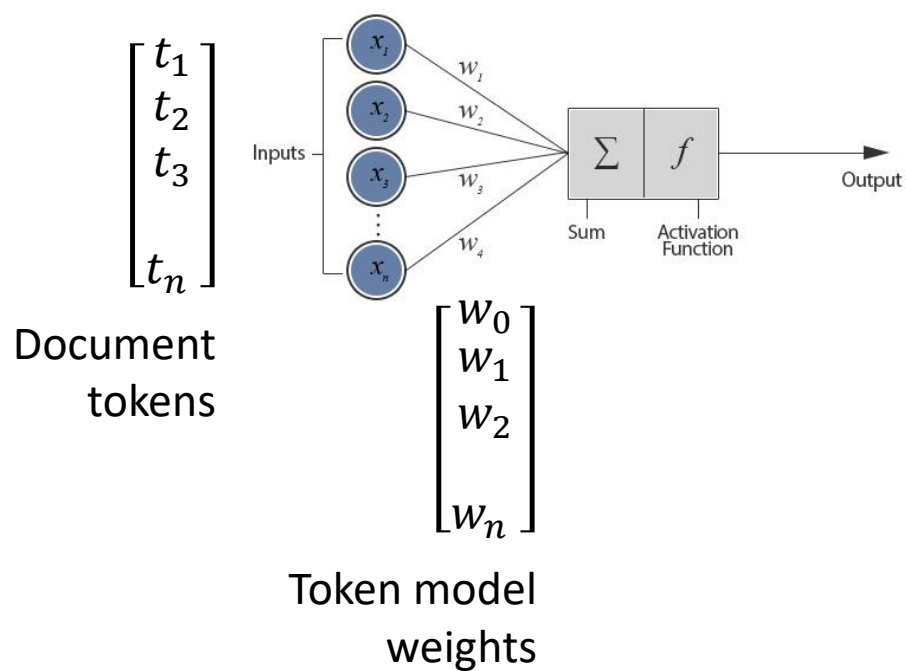 t₁
t₂
t₃
tₙ
Document
tokens
Inputs
x₁
x₂
x₃
⋮
xₙ
w₁
w₂
w₃
w₄
∑
f
Sum
Activation
Function
Output
w₀
w₁
w₂
wₙ
Token model
weights